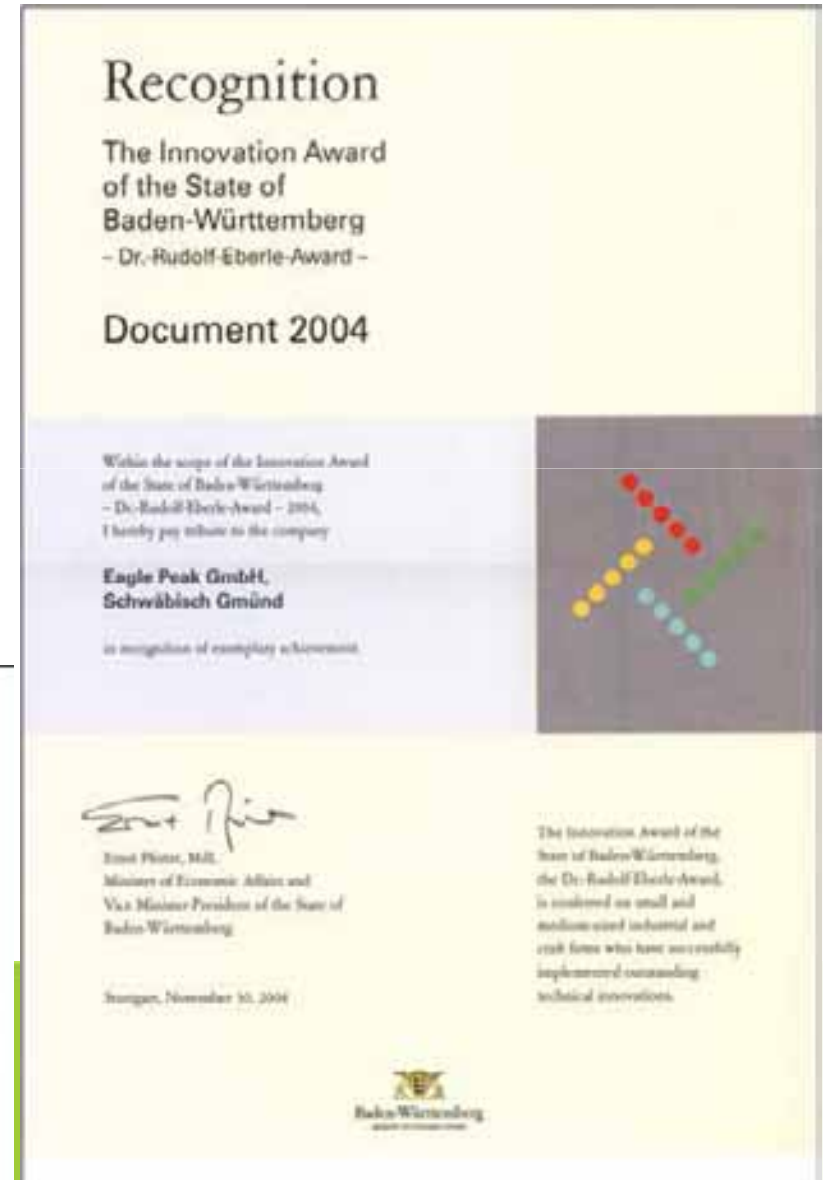 Recognition
The Innovation Award
of the State of
Baden-Württemberg
– Dr.-Rudolf-Eberle-Award –
Document 2004
Within the scope of the Innovation Award
of the State of Baden-Württemberg
– Dr.-Rudolf-Eberle-Award – 2004,
I hereby pay tribute to the company
Eagle Peak GmbH,
Schwäbisch Gmünd
in recognition of exemplary achievement.
Ernst Pfister, MdL
Minister of Economic Affairs and
Vice Minister-President of the State of
Baden-Württemberg
Stuttgart, November 30, 2004
The Innovation Award of the
State of Baden-Württemberg,
the Dr.-Rudolf-Eberle-Award,
is conferred on small and
medium-sized industrial and
craft firms who have successfully
implemented outstanding
technical innovations.
Baden-Württemberg